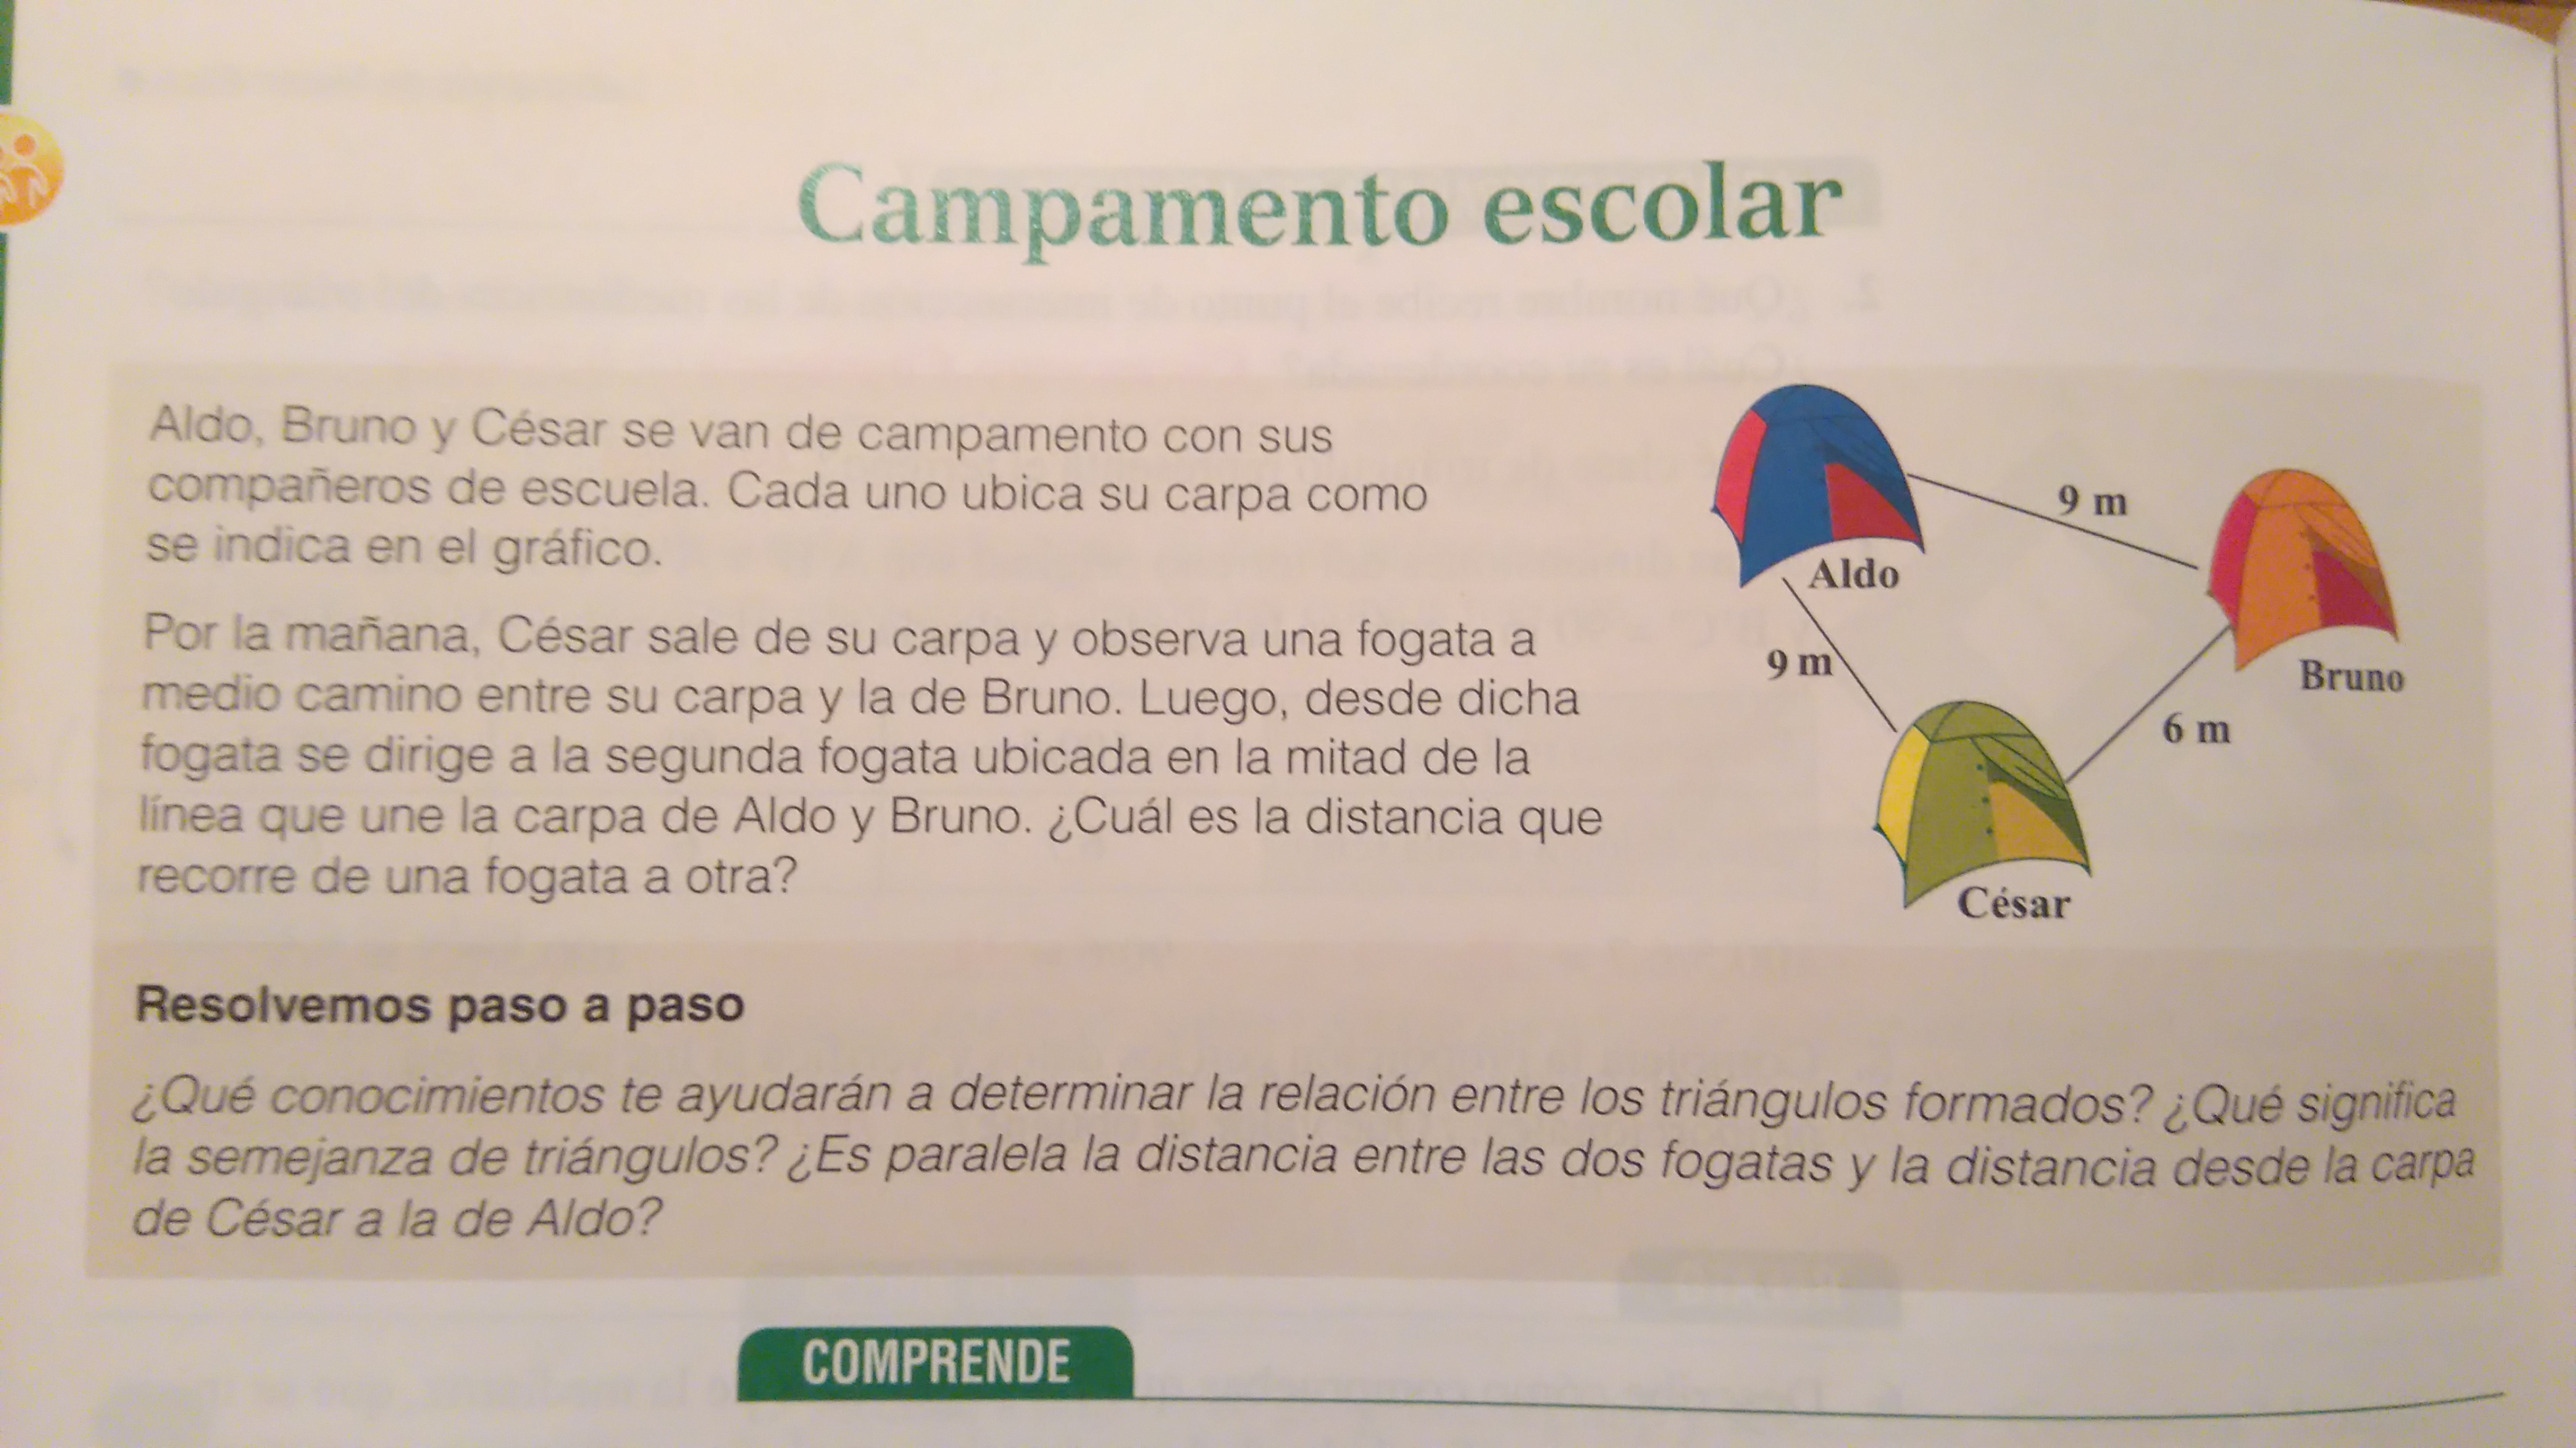 Campamento escolar
Aldo, Bruno y César se van de campamento con sus
compañeros de escuela. Cada uno ubica su carpa como
se indica en el gráfico.
Por la mañana, César sale de su carpa y observa una fogata a
medio camino entre su carpa y la de Bruno. Luego, desde dicha
fogata se dirige a la segunda fogata ubicada en la mitad de la
línea que une la carpa de Aldo y Bruno. ¿Cuál es la distancia que
recorre de una fogata a otra?
9 m
Aldo
9 m
Bruno
6 m
César
Resolvemos paso a paso
¿Qué conocimientos te ayudarán a determinar la relación entre los triángulos formados? ¿Qué significa
la semejanza de triángulos? ¿Es paralela la distancia entre las dos fogatas y la distancia desde la carpa
de César a la de Aldo?
COMPRENDE